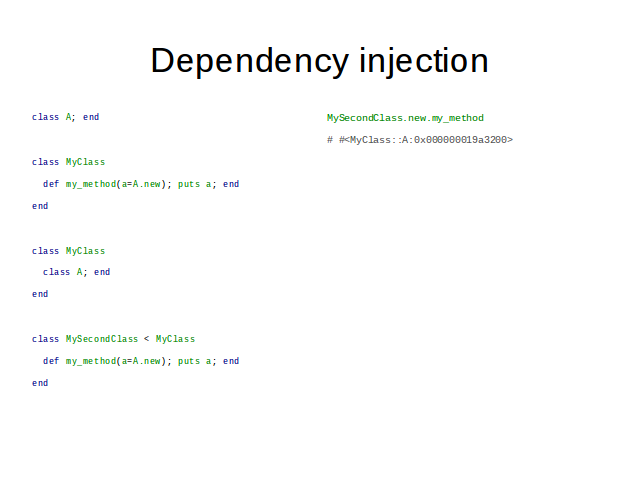 Dependency injection
class A; end
class MyClass
  def my_method(a=A.new); puts a; end
end
class MyClass
  class A; end
end
class MySecondClass < MyClass
  def my_method(a=A.new); puts a; end
end
MySecondClass.new.my_method
# #<MyClass::A:0x000000019a3200>